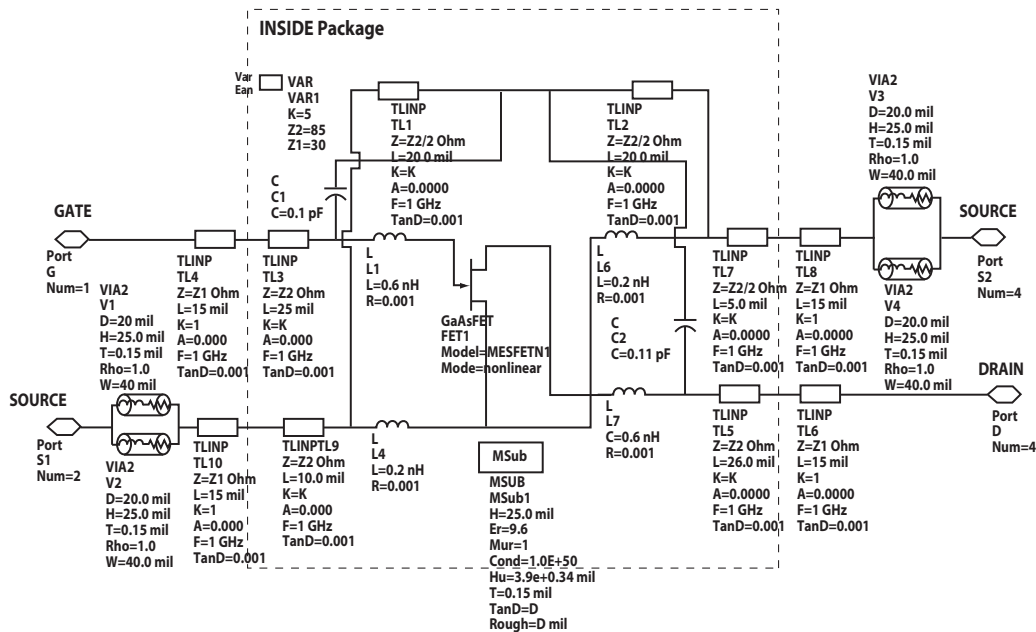 INSIDE Package
Var
Ean
VAR
VAR1
K=5
Z2=85
Z1=30
TLINP
TL1
Z=Z2/2 Ohm
L=20 0 mil
K=K
A=0.0000
F=1 GHz
TanD=0.001
TLINP
TL2
Z=Z2/2 Ohm
L=20.0 mil
K=K
A=0.0000
F=1 GHz
TanD=0.001
VIA2
V3
D=20.0 mil
H=25.0 mil
T=0.15 mil
Rho=1.0
W=40.0 mil
C
C1
C=0.1 pF
GATE
Port
G
Num=1
TLINP
TL4
Z=Z1 Ohm
L=15 mil
K=1
A=0.000
F=1 GHz
TanD=0.001
TLINP
TL3
Z=Z2 Ohm
L=25 mil
K=K
A=0.000
F=1 GHz
TanD=0.001
L
L1
L=0.6 nH
R=0.001
GaAsFET
FET1
Model=MESFETN1
Mode=nonlinear
L
L6
L=0.2 nH
R=0.001
C
C2
C=0.11 pF
TLINP
TL7
Z=Z2/2 Ohm
L=5.0 mil
K=K
A=0.0000
F=1 GHz
TanD=0.001
TLINP
TL8
Z=Z1 Ohm
L=15 mil
K=1
A=0.0000
F=1 GHz
TanD=0.001
VIA2
V4
D=20.0 mil
H=25.0 mil
T=0.15 mil
Rho=1.0
W=40.0 mil
SOURCE
Port
S2
Num=4
VIA2
V1
D=20 mil
H=25.0 mil
T=0.15 mil
Rho=1.0
W=40 mil
SOURCE
Port
S1
Num=2
VIA2
V2
D=20.0 mil
H=25.0 mil
T=0.15 mil
Rho=1.0
W=40.0 mil
TLINP
TL10
Z=Z1 Ohm
L=15 mil
K=1
A=0.000
F=1 GHz
TanD=0.001
TLINPTL9
Z=Z2 Ohm
L=10.0 mil
K=K
A=0.000
F=1 GHz
TanD=0.001
L
L4
L=0.2 nH
R=0.001
MSub
MSUB
MSub1
H=25.0 mil
Er=9.6
Mur=1
Cond=1.0E+50
Hu=3.9e+0.34 mil
T=0.15 mil
TanD=D
Rough=D mil
L
L7
C=0.6 nH
R=0.001
TLINP
TL5
Z=Z2 Ohm
L=26.0 mil
K=K
A=0.0000
F=1 GHz
TanD=0.001
TLINP
TL6
Z=Z1 Ohm
L=15 mil
K=1
A=0.0000
F=1 GHz
TanD=0.001
DRAIN
Port
D
Num=4